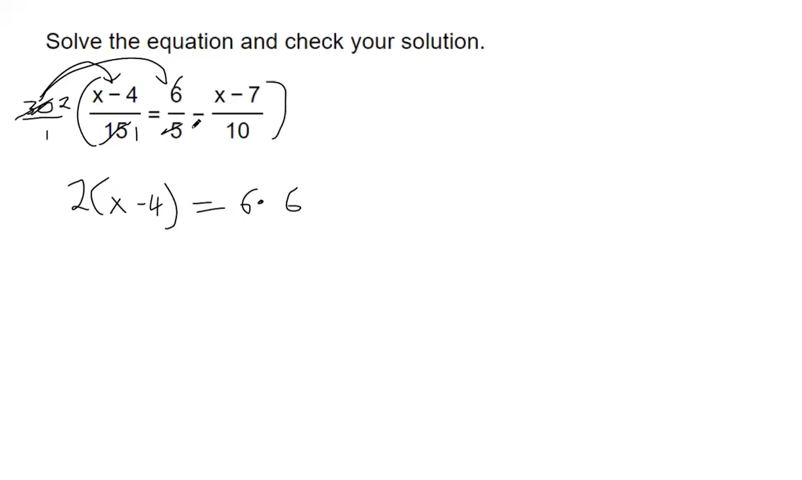 Solve the equation and check your solution.
30 2 / 1 ( x − 4 / 15 1 = 6 / 5 − x − 7 / 10 )
2(x - 4) = 6 · 6